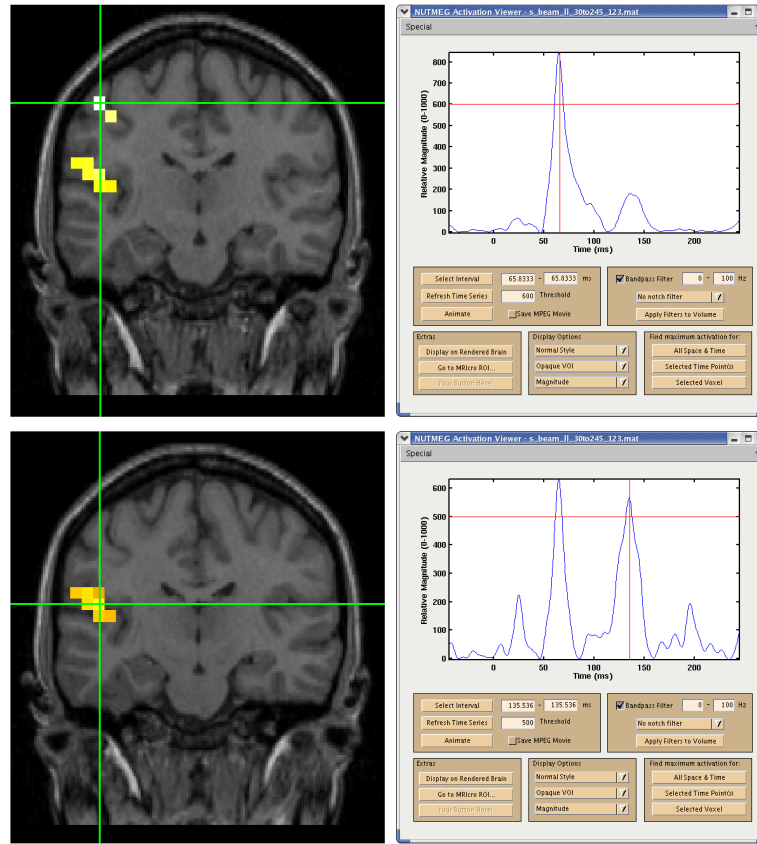 NUTMEG Activation Viewer - s_beam_ll_30to245_123.mat
Special
800
700
600
500
400
300
200
100
0
Relative Magnitude (0-1000)
0 50 100 150 200
Time (ms)
Select Interval 65.8333 - 65.8333 ms
Refresh Time Series 600 Threshold
Animate Save MPEG Movie
Bandpass Filter 0 - 100 Hz
No notch filter
Apply Filters to Volume
Extras
Display on Rendered Brain
Go to MRIcro ROI...
Your Button Here!
Display Options
Normal Style
Opaque VOI
Magnitude
Find maximum activation for:
All Space & Time
Selected Time Point(s)
Selected Voxel
NUTMEG Activation Viewer - s_beam_ll_30to245_123.mat
Special
600
500
400
300
200
100
0
Relative Magnitude (0-1000)
0 50 100 150 200
Time (ms)
Select Interval 135.536 - 135.536 ms
Refresh Time Series 500 Threshold
Animate Save MPEG Movie
Bandpass Filter 0 - 100 Hz
No notch filter
Apply Filters to Volume
Extras
Display on Rendered Brain
Go to MRIcro ROI...
Your Button Here!
Display Options
Normal Style
Opaque VOI
Magnitude
Find maximum activation for:
All Space & Time
Selected Time Point(s)
Selected Voxel